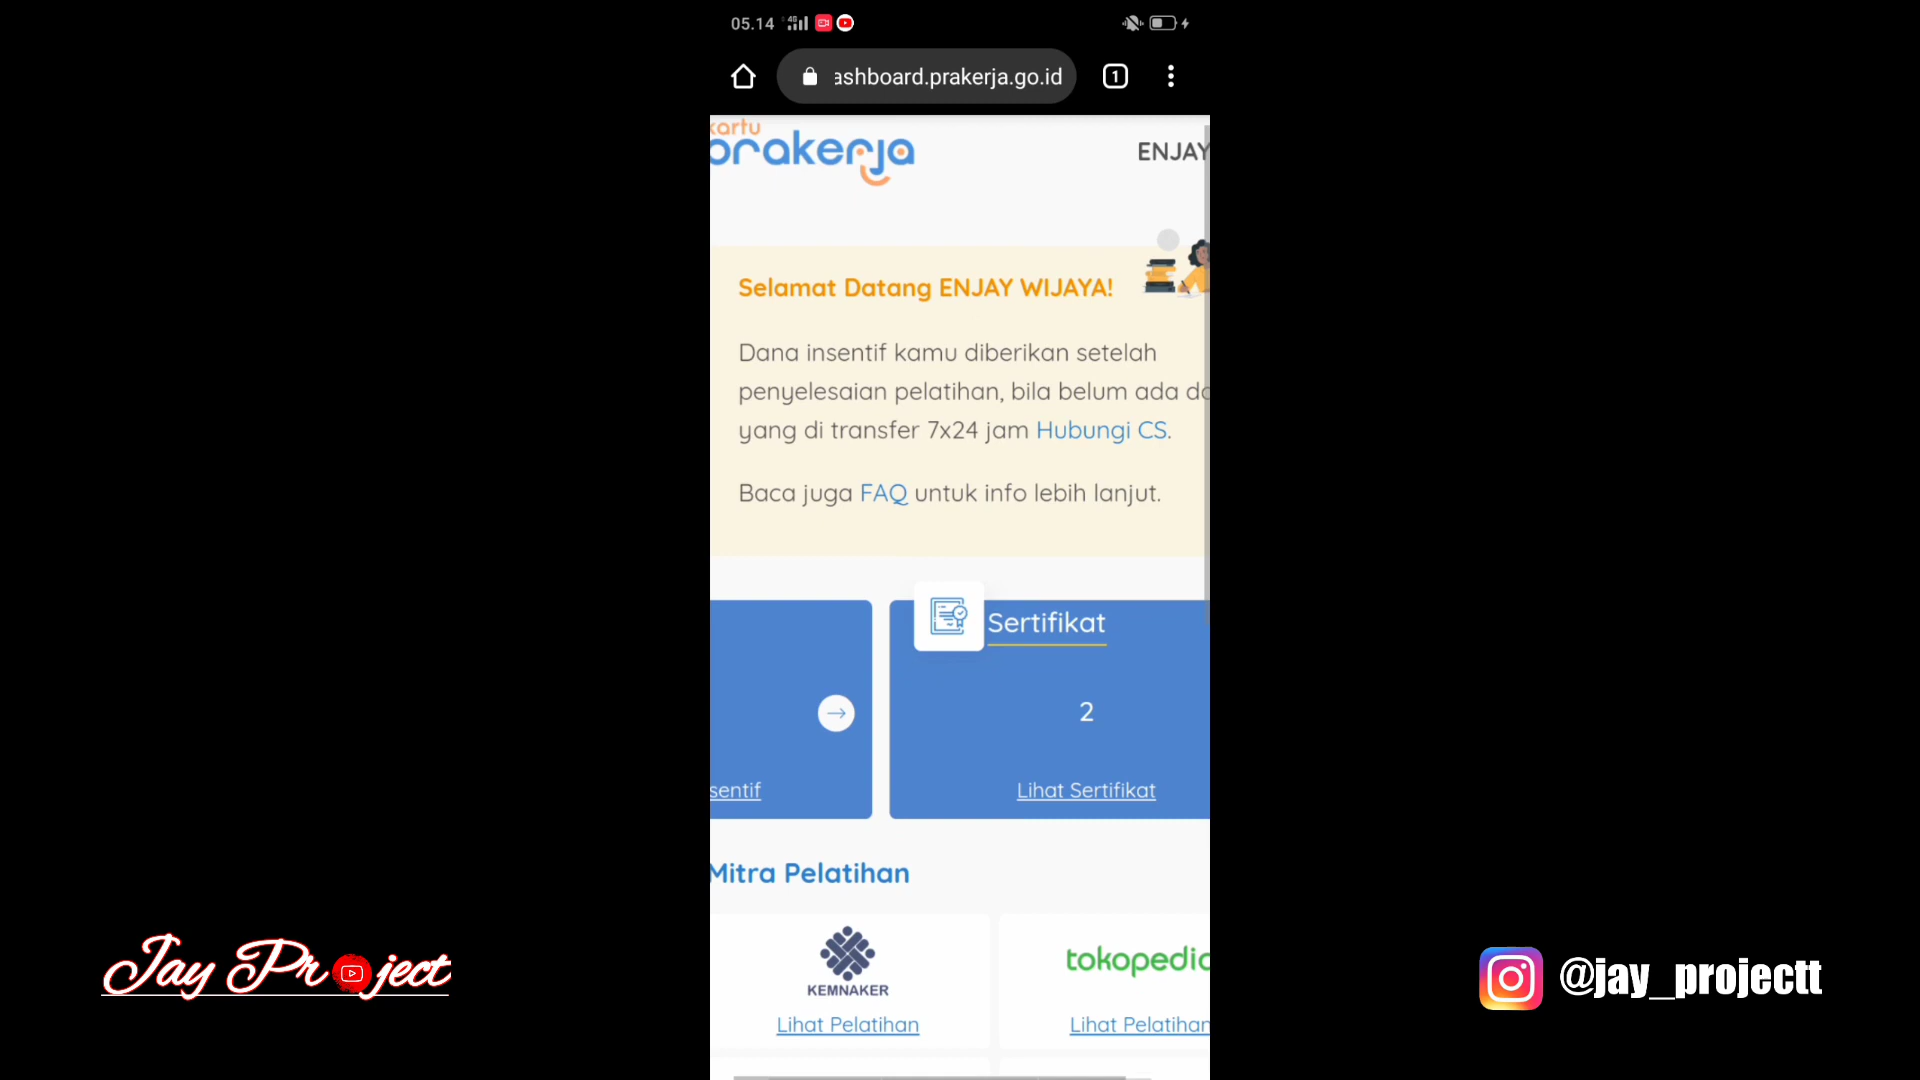 05.14
ashboard.prakerja.go.id
1
kartu
prakerja
ENJAY
Selamat Datang ENJAY WIJAYA!
Dana insentif kamu diberikan setelah
penyelesaian pelatihan, bila belum ada
yang di transfer 7x24 jam Hubungi CS.
Baca juga FAQ untuk info lebih lanjut.
Sertifikat
2
sentif
Lihat Sertifikat
Mitra Pelatihan
KEMNAKER
tokopedia
Lihat Pelatihan
Lihat Pelatihan
Jay Project
@jay_projectt